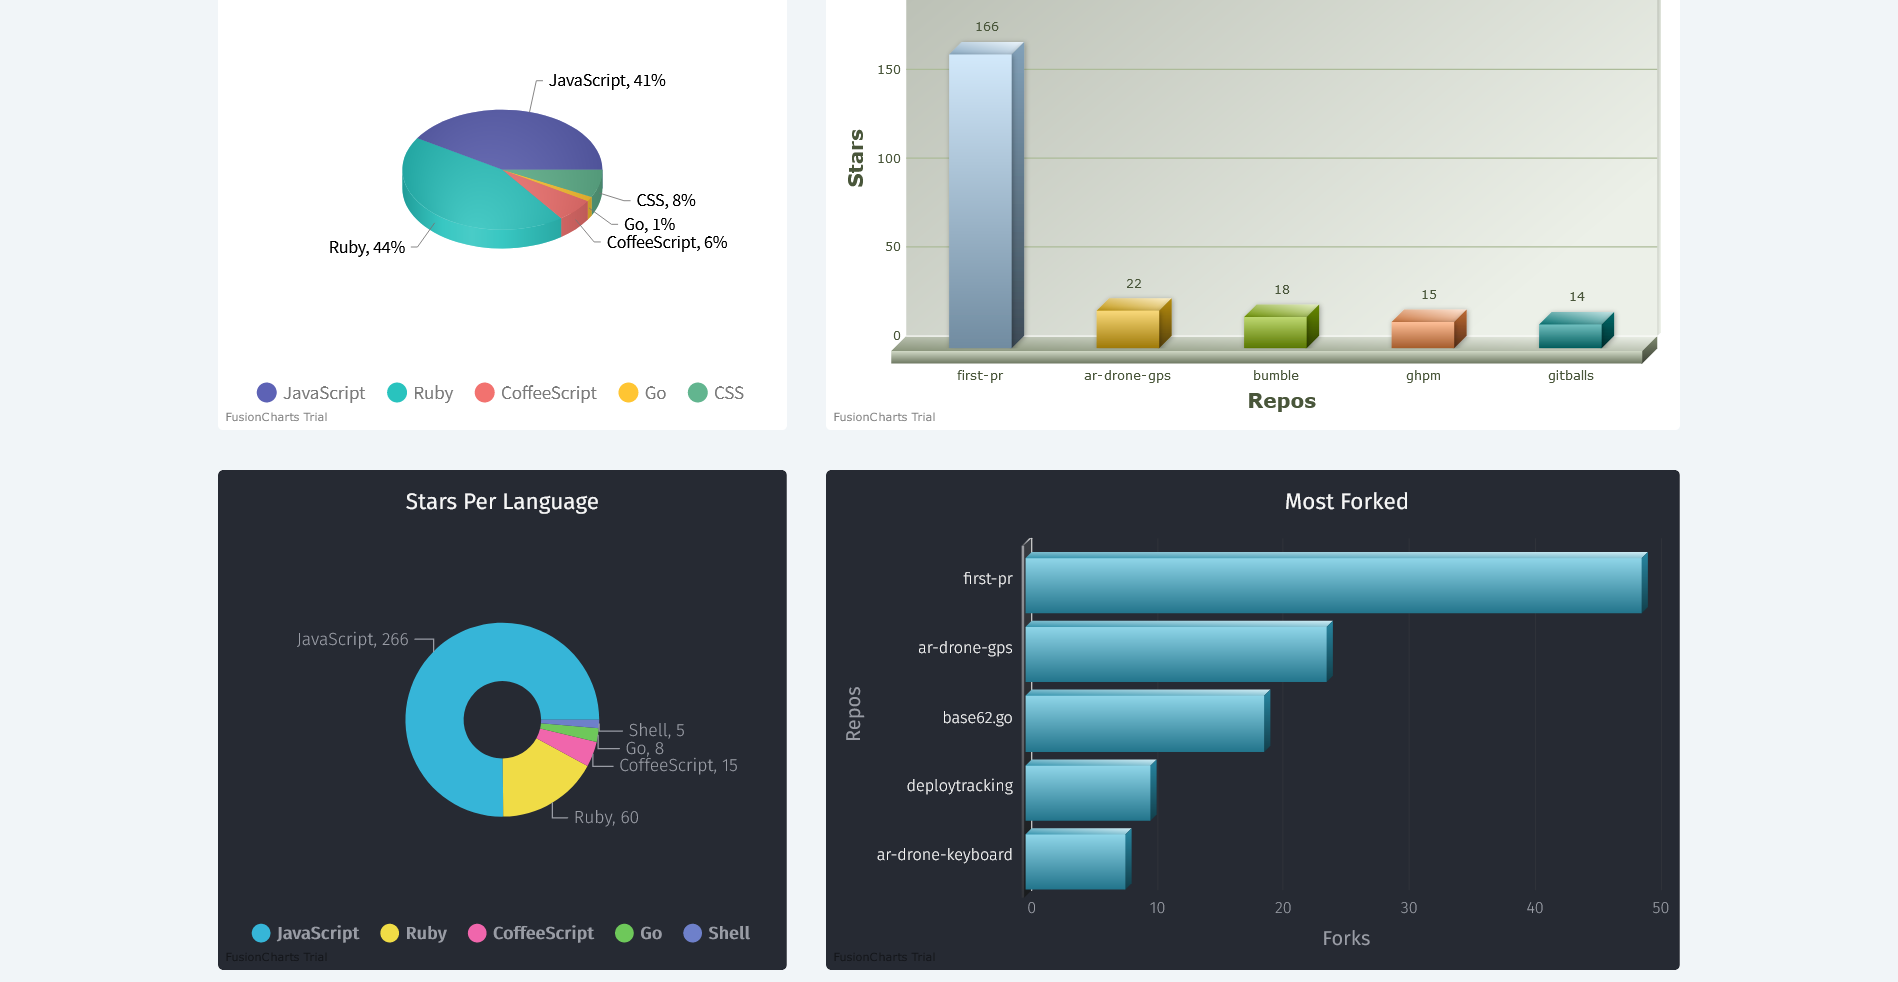 JavaScript, 41%
CSS, 8%
Go, 1%
CoffeeScript, 6%
Ruby, 44%
JavaScript Ruby CoffeeScript Go CSS
FusionCharts Trial
166
150
100
50
0
Stars
22
18
15
14
first-pr ar-drone-gps bumble ghpm gitballs
Repos
FusionCharts Trial
Stars Per Language
JavaScript, 266
Shell, 5
Go, 8
CoffeeScript, 15
Ruby, 60
JavaScript Ruby CoffeeScript Go Shell
FusionCharts Trial
Most Forked
first-pr
ar-drone-gps
base62.go
deploytracking
ar-drone-keyboard
Repos
0 10 20 30 40 50
Forks
FusionCharts Trial